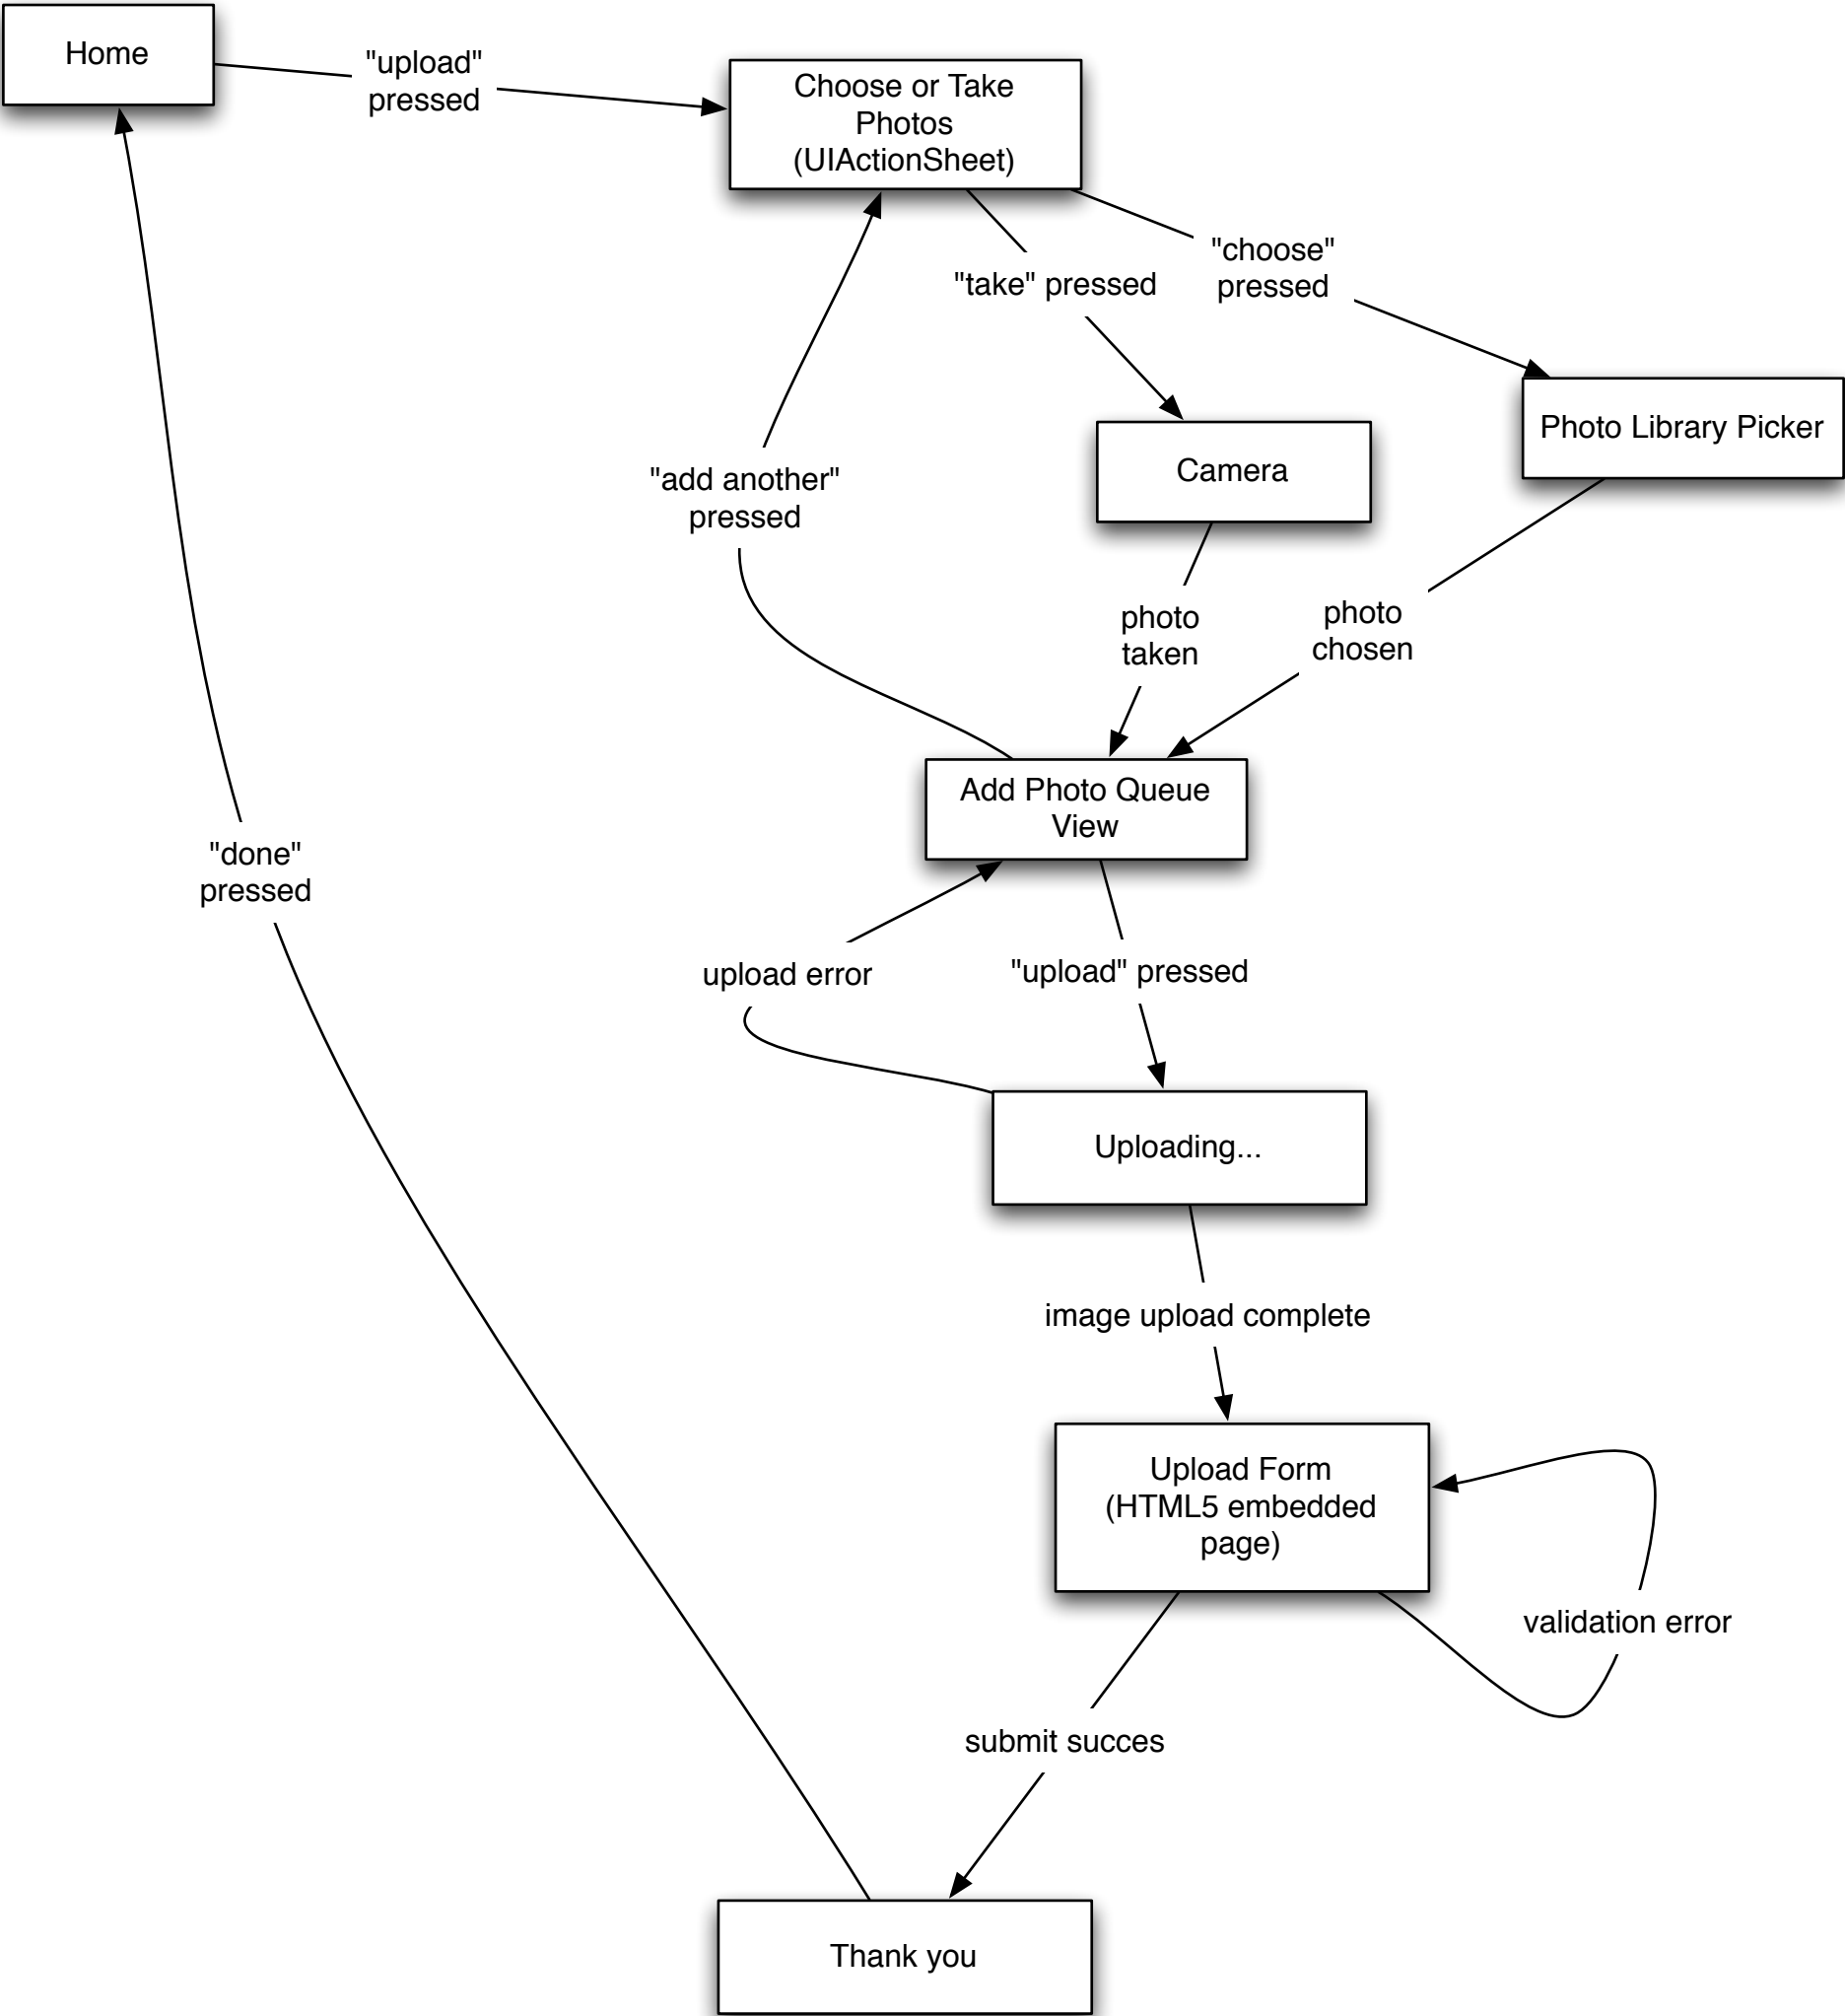 Home
"upload"
pressed
Choose or Take
Photos
(UIActionSheet)
"take" pressed
"choose"
pressed
Photo Library Picker
Camera
"add another"
pressed
photo
taken
photo
chosen
Add Photo Queue
View
"done"
pressed
upload error
"upload" pressed
Uploading...
image upload complete
Upload Form
(HTML5 embedded
page)
validation error
submit succes
Thank you